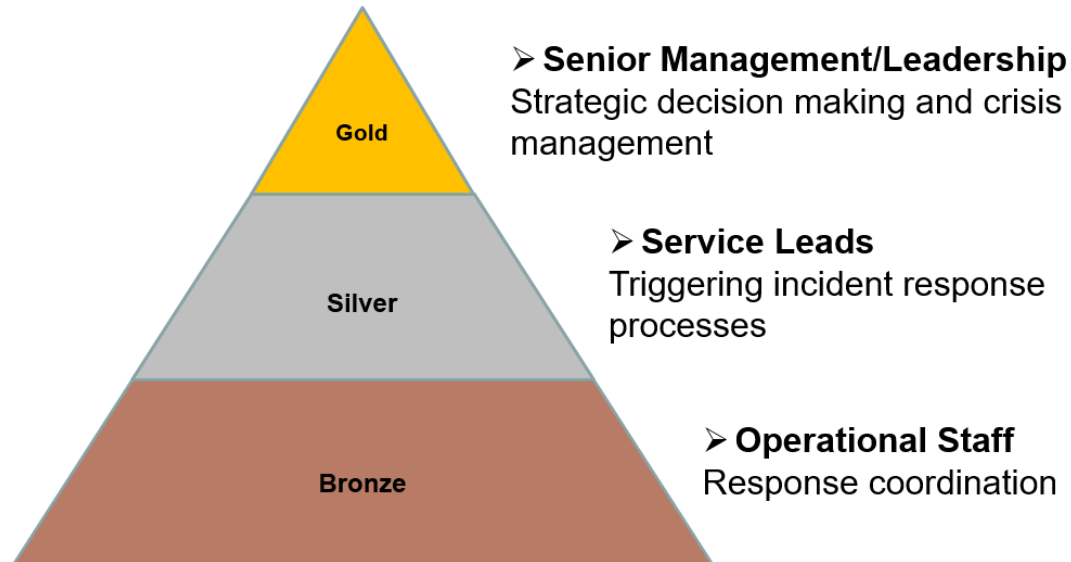 Gold
➢ Senior Management/Leadership
Strategic decision making and crisis
management
Silver
➢ Service Leads
Triggering incident response
processes
Bronze
➢ Operational Staff
Response coordination